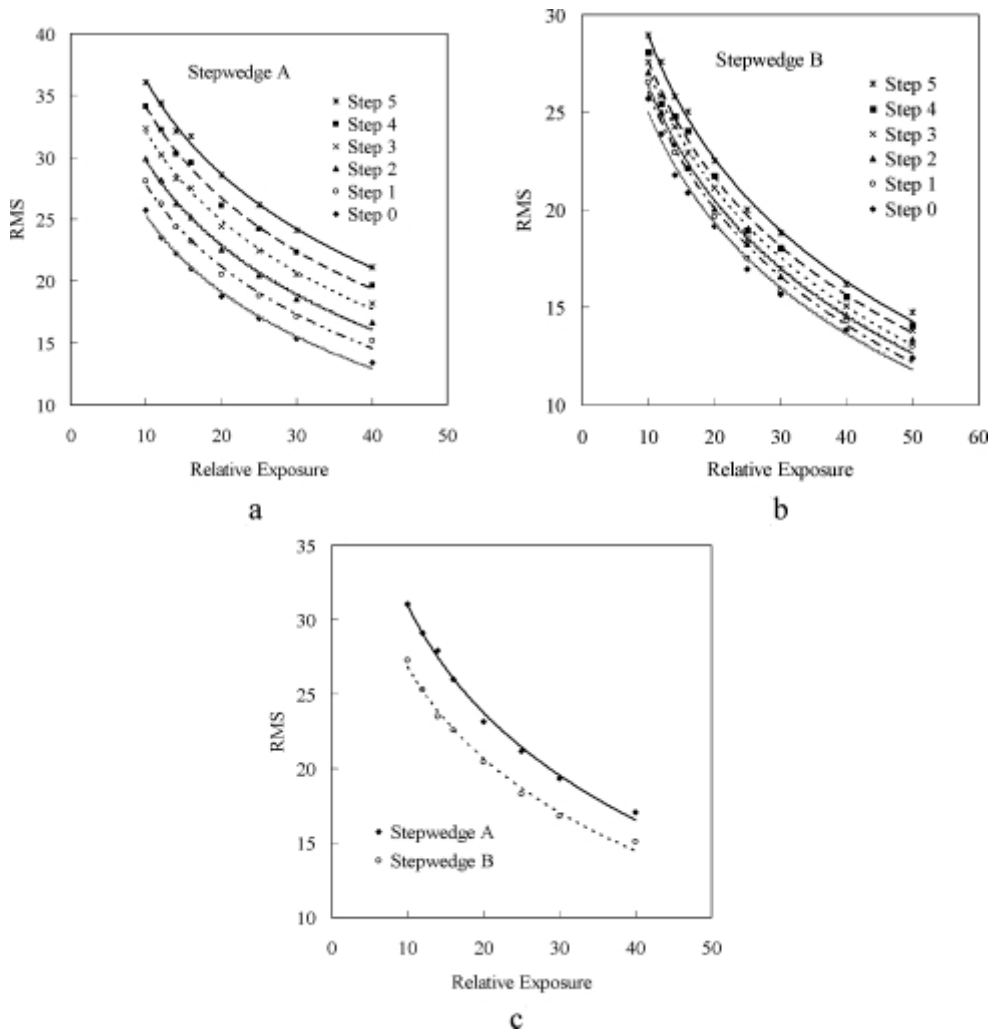 40
35
30
25
20
15
10
RMS
Stepwedge A
Step 5
Step 4
Step 3
Step 2
Step 1
Step 0
0 10 20 30 40 50
Relative Exposure
a
30
25
20
15
10
RMS
Stepwedge B
Step 5
Step 4
Step 3
Step 2
Step 1
Step 0
0 10 20 30 40 50 60
Relative Exposure
b
35
30
25
20
15
10
RMS
Stepwedge A
Stepwedge B
0 10 20 30 40 50
Relative Exposure
c